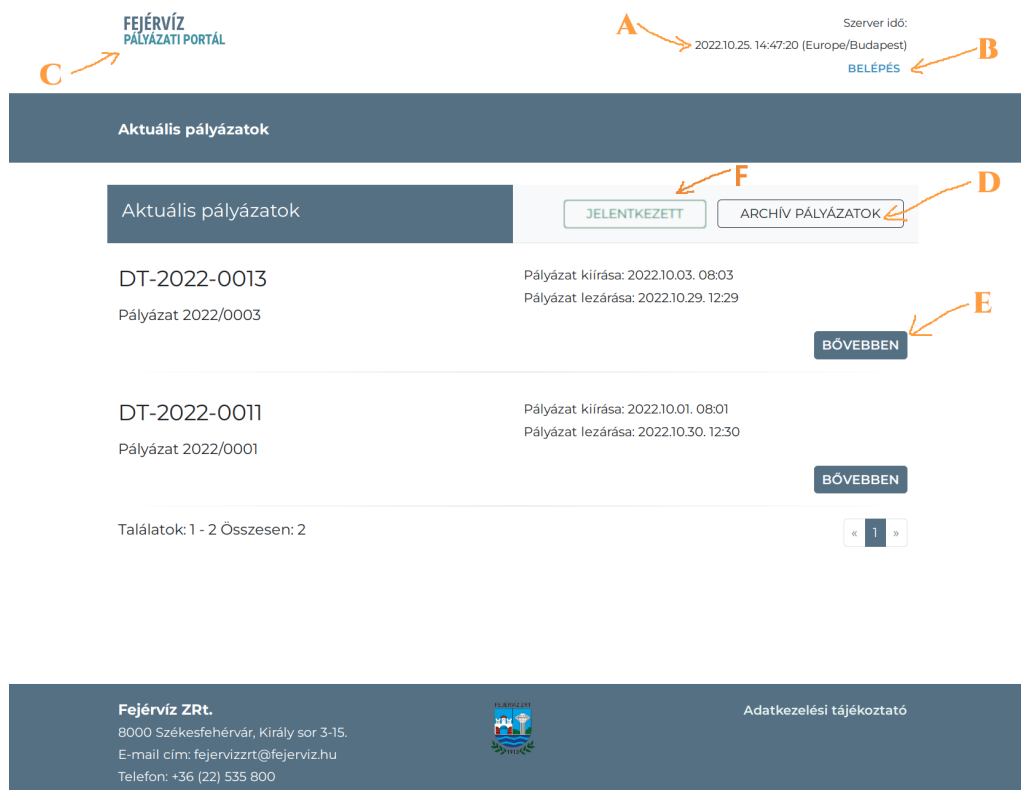 FEJÉRVÍZ
PÁLYÁZATI PORTÁL
C
A
Szerver idő:
2022.10.25. 14:47:20 (Europe/Budapest)
BELÉPÉS
B
Aktuális pályázatok
F
D
Aktuális pályázatok
JELENTKEZETT
ARCHÍV PÁLYÁZATOK
DT-2022-0013
Pályázat kiírása: 2022.10.03. 08:03
Pályázat lezárása: 2022.10.29. 12:29
Pályázat 2022/0003
E
BŐVEBBEN
DT-2022-0011
Pályázat kiírása: 2022.10.01. 08:01
Pályázat lezárása: 2022.10.30. 12:30
Pályázat 2022/0001
BŐVEBBEN
Találatok: 1 - 2 Összesen: 2
« 1 »
Fejérvíz ZRt.
8000 Székesfehérvár, Király sor 3-15.
E-mail cím: fejervizzrt@fejerviz.hu
Telefon: +36 (22) 535 800
FEJÉRVÍZ ZRT
Adatkezelési tájékoztató